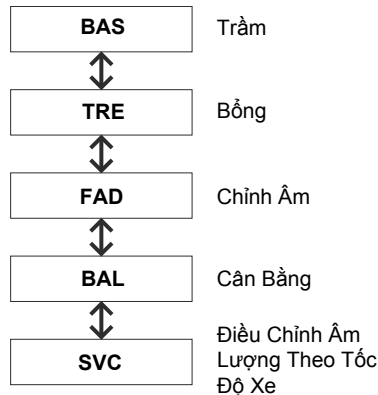 BAS Trầm
TRE Bổng
FAD Chỉnh Âm
BAL Cân Bằng
Điều Chỉnh Âm
SVC Lượng Theo Tốc
Độ Xe